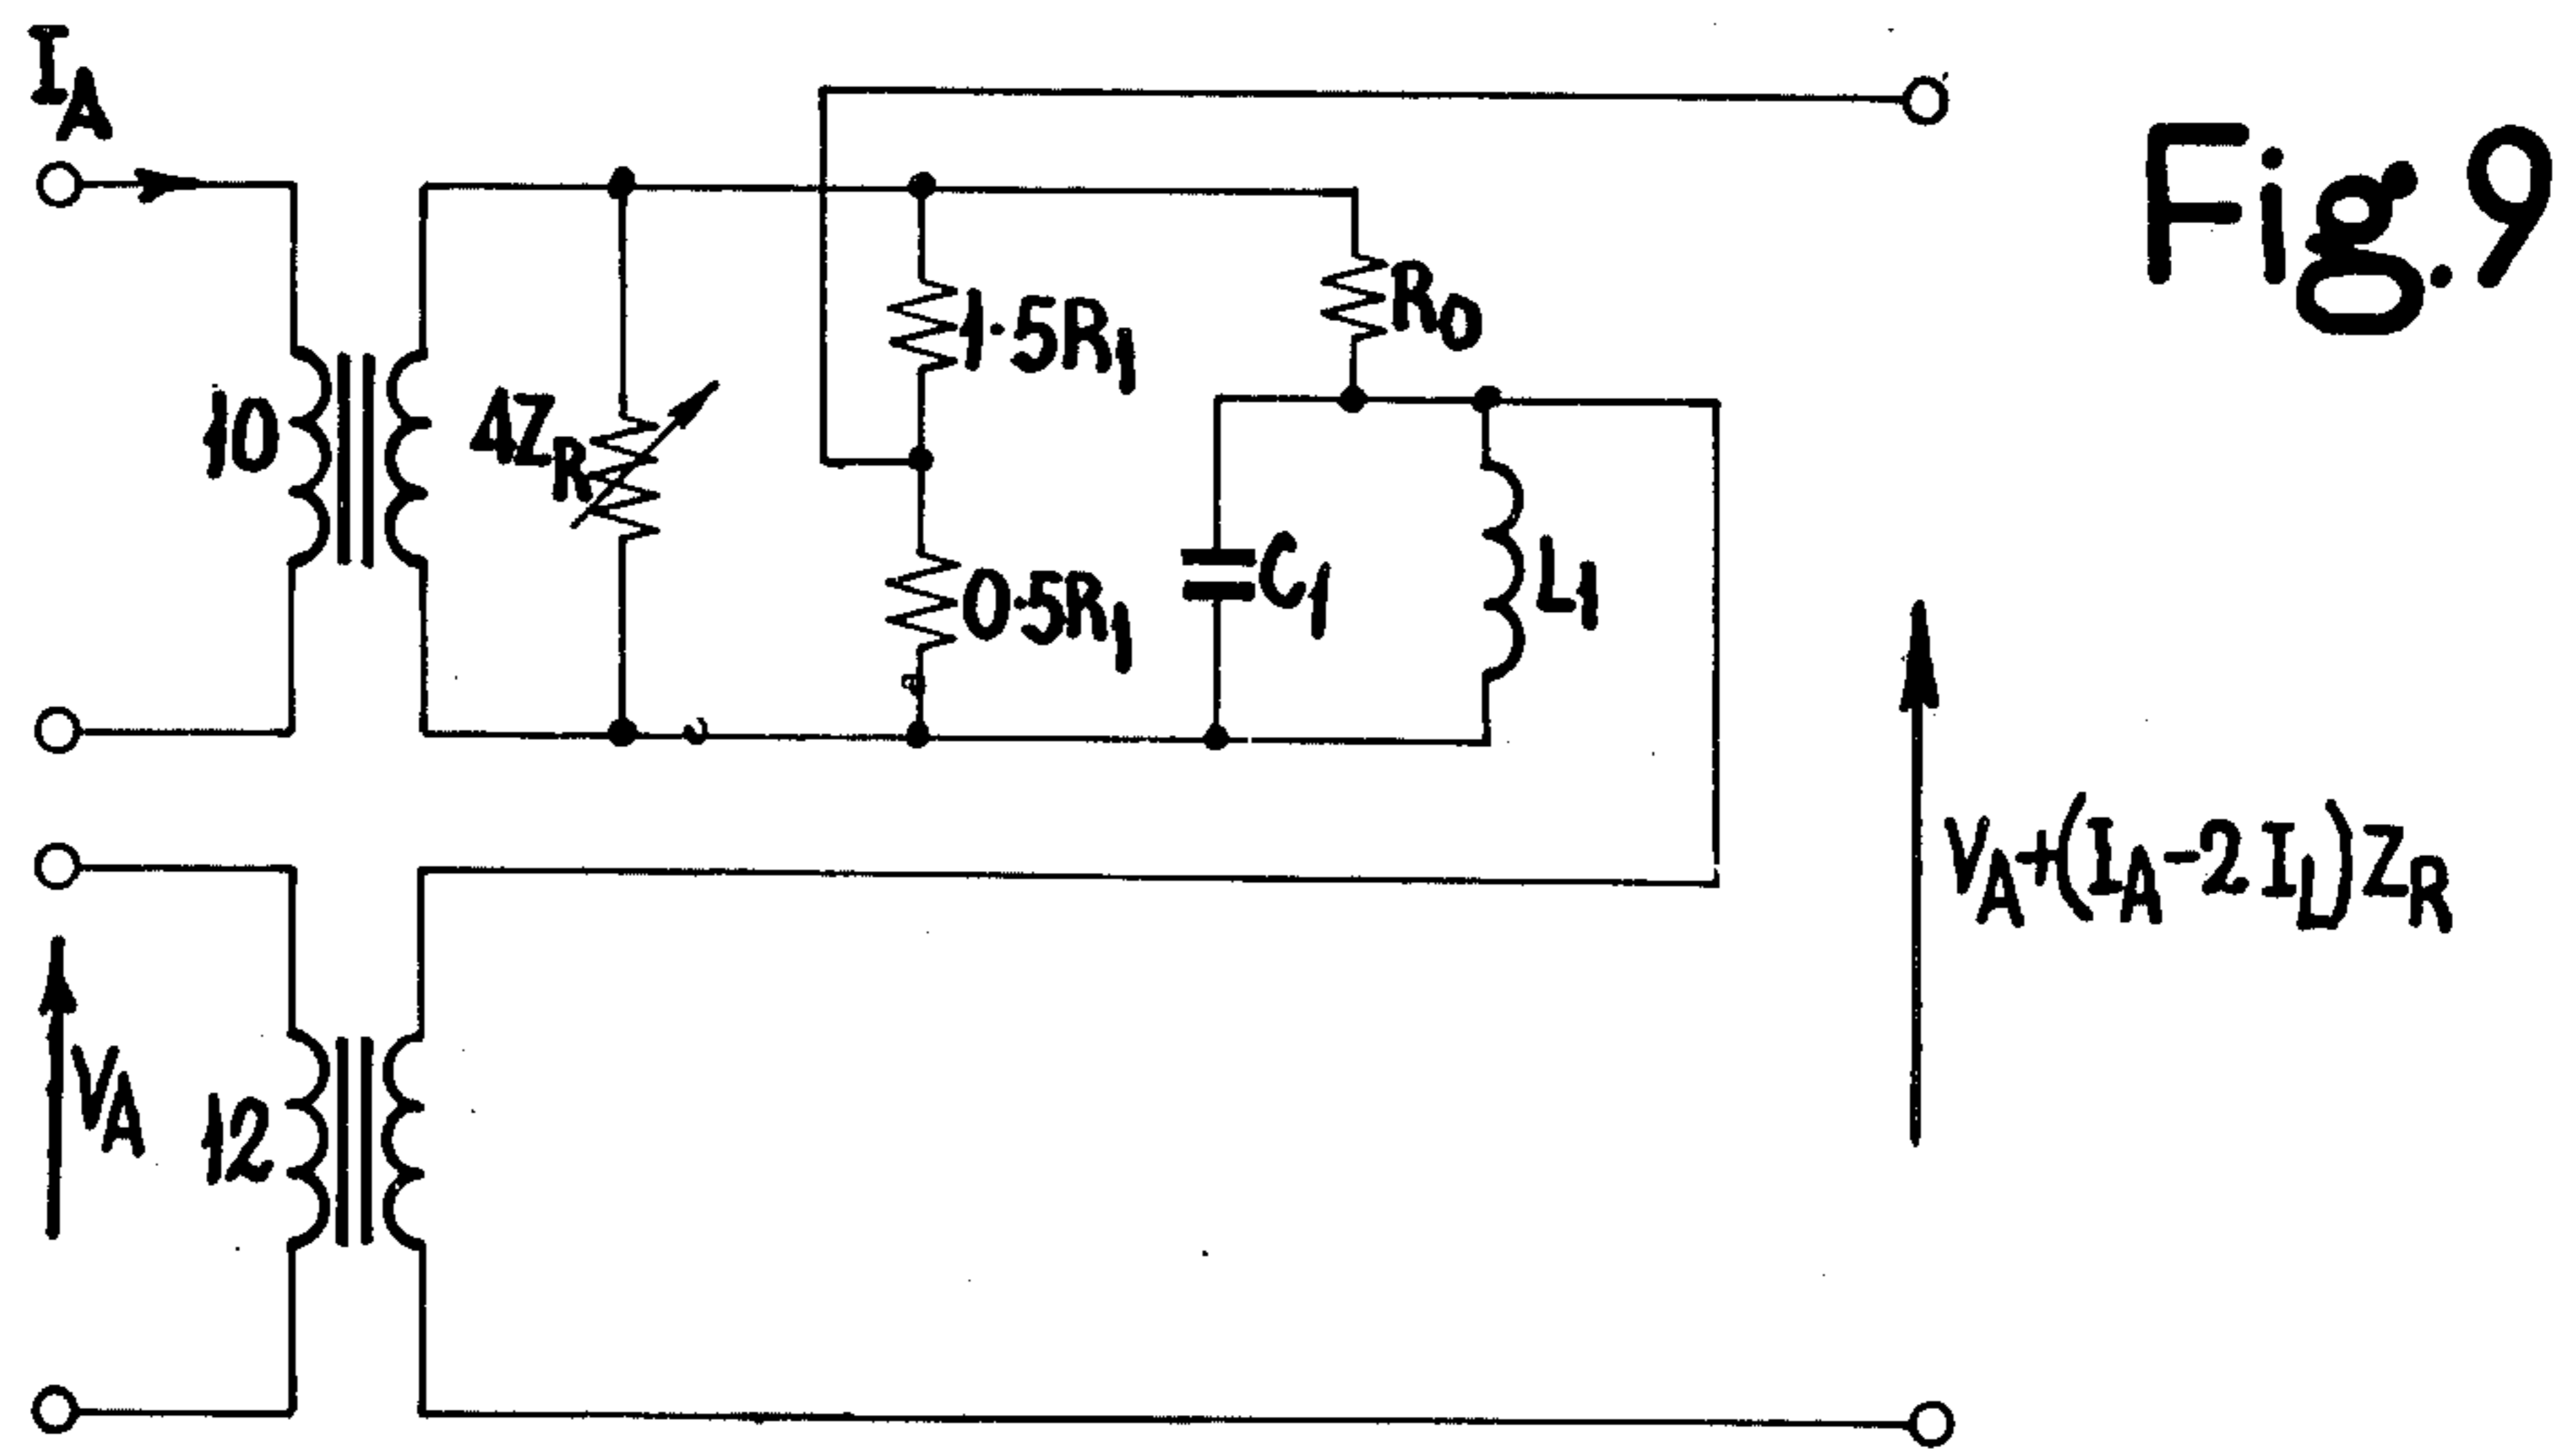 I_A
Fig.9
10
4Z_R
1.5R_1
R_0
0.5R_1
C_1
L_1
V_A+(I_A-2I_L)Z_R
V_A
12